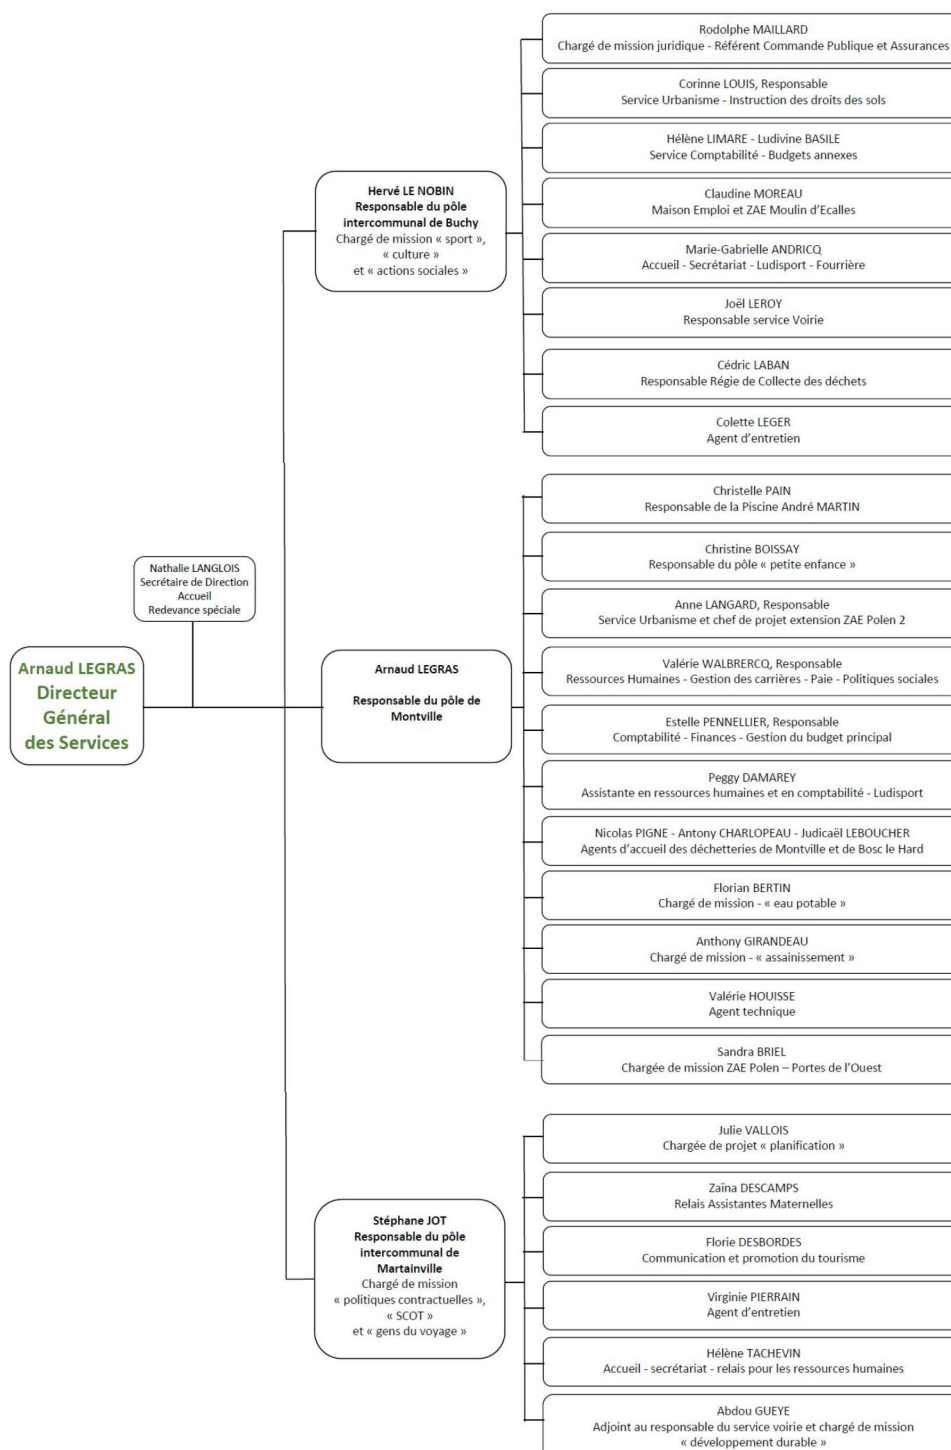 Rodolphe MAILLARD
Chargé de mission juridique - Référent Commande Publique et Assurances
Corinne LOUIS, Responsable
Service Urbanisme - Instruction des droits des sols
Hélène LIMARE - Ludivine BASILE
Service Comptabilité - Budgets annexes
Hervé LE NOBIN
Responsable du pôle
intercommunal de Buchy
Chargé de mission « sport »,
« culture »
et « actions sociales »
Claudine MOREAU
Maison Emploi et ZAE Moulin d’Ecalles
Marie-Gabrielle ANDRICQ
Accueil - Secrétariat - Ludisport - Fourrière
Joël LEROY
Responsable service Voirie
Cédric LABAN
Responsable Régie de Collecte des déchets
Colette LEGER
Agent d’entretien
Christelle PAIN
Responsable de la Piscine André MARTIN
Christine BOISSAY
Responsable du pôle « petite enfance »
Nathalie LANGLOIS
Secrétaire de Direction
Accueil
Redevance spéciale
Anne LANGARD, Responsable
Service Urbanisme et chef de projet extension ZAE Polen 2
Arnaud LEGRAS
Directeur
Général
des Services
Arnaud LEGRAS
Responsable du pôle de
Montville
Valérie WALBRERCQ, Responsable
Ressources Humaines - Gestion des carrières - Paie - Politiques sociales
Estelle PENNELLIER, Responsable
Comptabilité - Finances - Gestion du budget principal
Peggy DAMAREY
Assistante en ressources humaines et en comptabilité - Ludisport
Nicolas PIGNE - Antony CHARLOPEAU - Judicaël LEBOUCHER
Agents d’accueil des déchetteries de Montville et de Bosc le Hard
Florian BERTIN
Chargé de mission - « eau potable »
Anthony GIRANDEAU
Chargé de mission - « assainissement »
Valérie HOUISSE
Agent technique
Sandra BRIEL
Chargée de mission ZAE Polen – Portes de l’Ouest
Julie VALLOIS
Chargée de projet « planification »
Zaïna DESCAMPS
Relais Assistantes Maternelles
Stéphane JOT
Responsable du pôle
intercommunal de
Martainville
Chargé de mission
« politiques contractuelles »,
« SCOT »
et « gens du voyage »
Florie DESBORDES
Communication et promotion du tourisme
Virginie PIERRAIN
Agent d’entretien
Hélène TACHEVIN
Accueil - secrétariat - relais pour les ressources humaines
Abdou GUEYE
Adjoint au responsable du service voirie et chargé de mission
« développement durable »